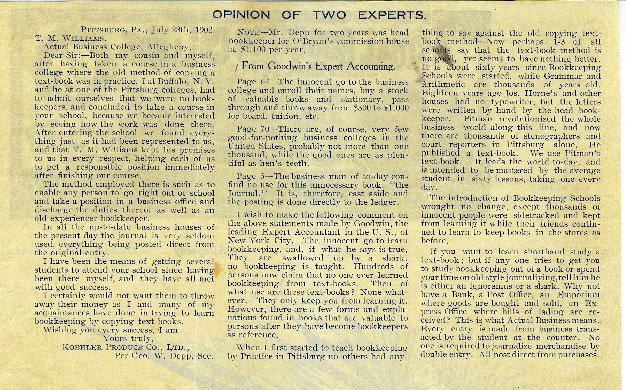 OPINION OF TWO EXPERTS.
PITTSBURG, PA., July 28th, 1902
T. M. WILLIAMS,
Actual Business College, Allegheny.
Dear Sir:—Both my cousin and myself,
after having taken a course in a business
college where the old method of copying a
text-book was in practice, I at Buffalo, N. Y.,
and he at one of the Pittsburg colleges, had
to admit ourselves that we were no book-
keepers, and concluded to take a course in
your school, because we became interested
by seeing how the work was done there.
After entering the school we found every-
thing just as it had been represented to us,
and that T. M. Williams kept his promises
to us in every respect, helping each of us
to get a responsible position immediately
after finishing our course.
The method employed there is such as to
enable any person to go right out of school
and take a position in a business office and
discharge the duties thereof as well as an
old experienced bookkeeper.
In all the up-to-date business houses of
the present day the journal is very seldom
used, everything being posted direct from
the original entry.
I have been the means of getting several
students to attend your school since having
been there myself, and they have all met
with good success.
I certainly would not want them to throw
away their money as I and many of my
acquaintances have done in trying to learn
bookkeeping by copying text books.
Wishing you every success, I am
Yours truly,
KOEHLER PRODUCE CO., LTD.,
Per Geo. W. Depp, Sec.
NOTE—Mr. Depp for two years was head
bookkeeper for O'Bryan's commission house
at $1,100 per year.
From Goodwin's Expert Accounting.
Page 62—The innocent go to the business
college and enroll their names, buy a stock
of valuable books and stationary, pass
through and throw away from $300 to $1,000
for board, tuition, etc.
Page 70—There are, of course, very few
good-for-nothing business colleges in the
United States, probably not more than one
thousand, while the good ones are as plen-
tiful as hen's teeth.
Page 3—The business man of to-day can
find no use for this unnecessary book, "The
Journal." It is, therefore, cast aside and
the posting is done directly to the ledger.
I wish to make the following comment on
the above statements made by Goodwin, the
leading Expert Accountant in the U. S., of
New York City. The innocent go to learn
bookkeeping, and, if what he says is true,
They are swallowed up by a shark,
no bookkeeping is taught. Hundreds of
persons now claim that no one ever learned
bookkeeping from text-books. Then of
what use are those text-books? None what-
ever. They only keep you from learning it.
However, there are a few forms and expla-
nations found in books that are valuable to
persons after they have become bookkeepers
as reference.
When I first started to teach bookkeeping
by Practice in Pittsburg no others had any-
thing to say against the old copying text-
book method Now perhaps 1-3 of all
schools say that the text-book method is
no good, yet seems to have nothing better.
It is about sixty years since Bookkeeping
Schools were started, while Grammar and
Arithmetic are thousands of years old.
Eighteen years ago Jos. Horne's and other
houses had no typewriter, but the letters
were written by hand by the head book-
keeper. Pitman revolutionized the whole
business world along this line, and now
there are thousands of stenographers and
court reporters in Pittsburg alone. He
published a text-book. We use Pitman's
text-book. It leads the world to-day, and
is intended to be mastered by the average
student in sixty lessons, taking one every
day.
The introduction of Bookkeeping Schools
wrought no change, except thousands of
innocent people were sidetracked and kept
from learning it while their friends contin-
ued to learn to keep books in the stores as
before.
If you want to learn shorthand study a
text-book; but if any one tries to get you
to study bookkeeping out of a book or spend
your time on old style journaliving, tell him he
is either an ignoramus or a shark. Why not
have a Bank, a Post Office, an Emporium
where goods are bought and sold, an Ex-
press Office where bills of lading are re-
ceived? This is what Actual Business means.
Every entry is made from business trans-
acted by the student at the counter. No
one is required to journalize merchandise by
double entry. All post direct from purchases.